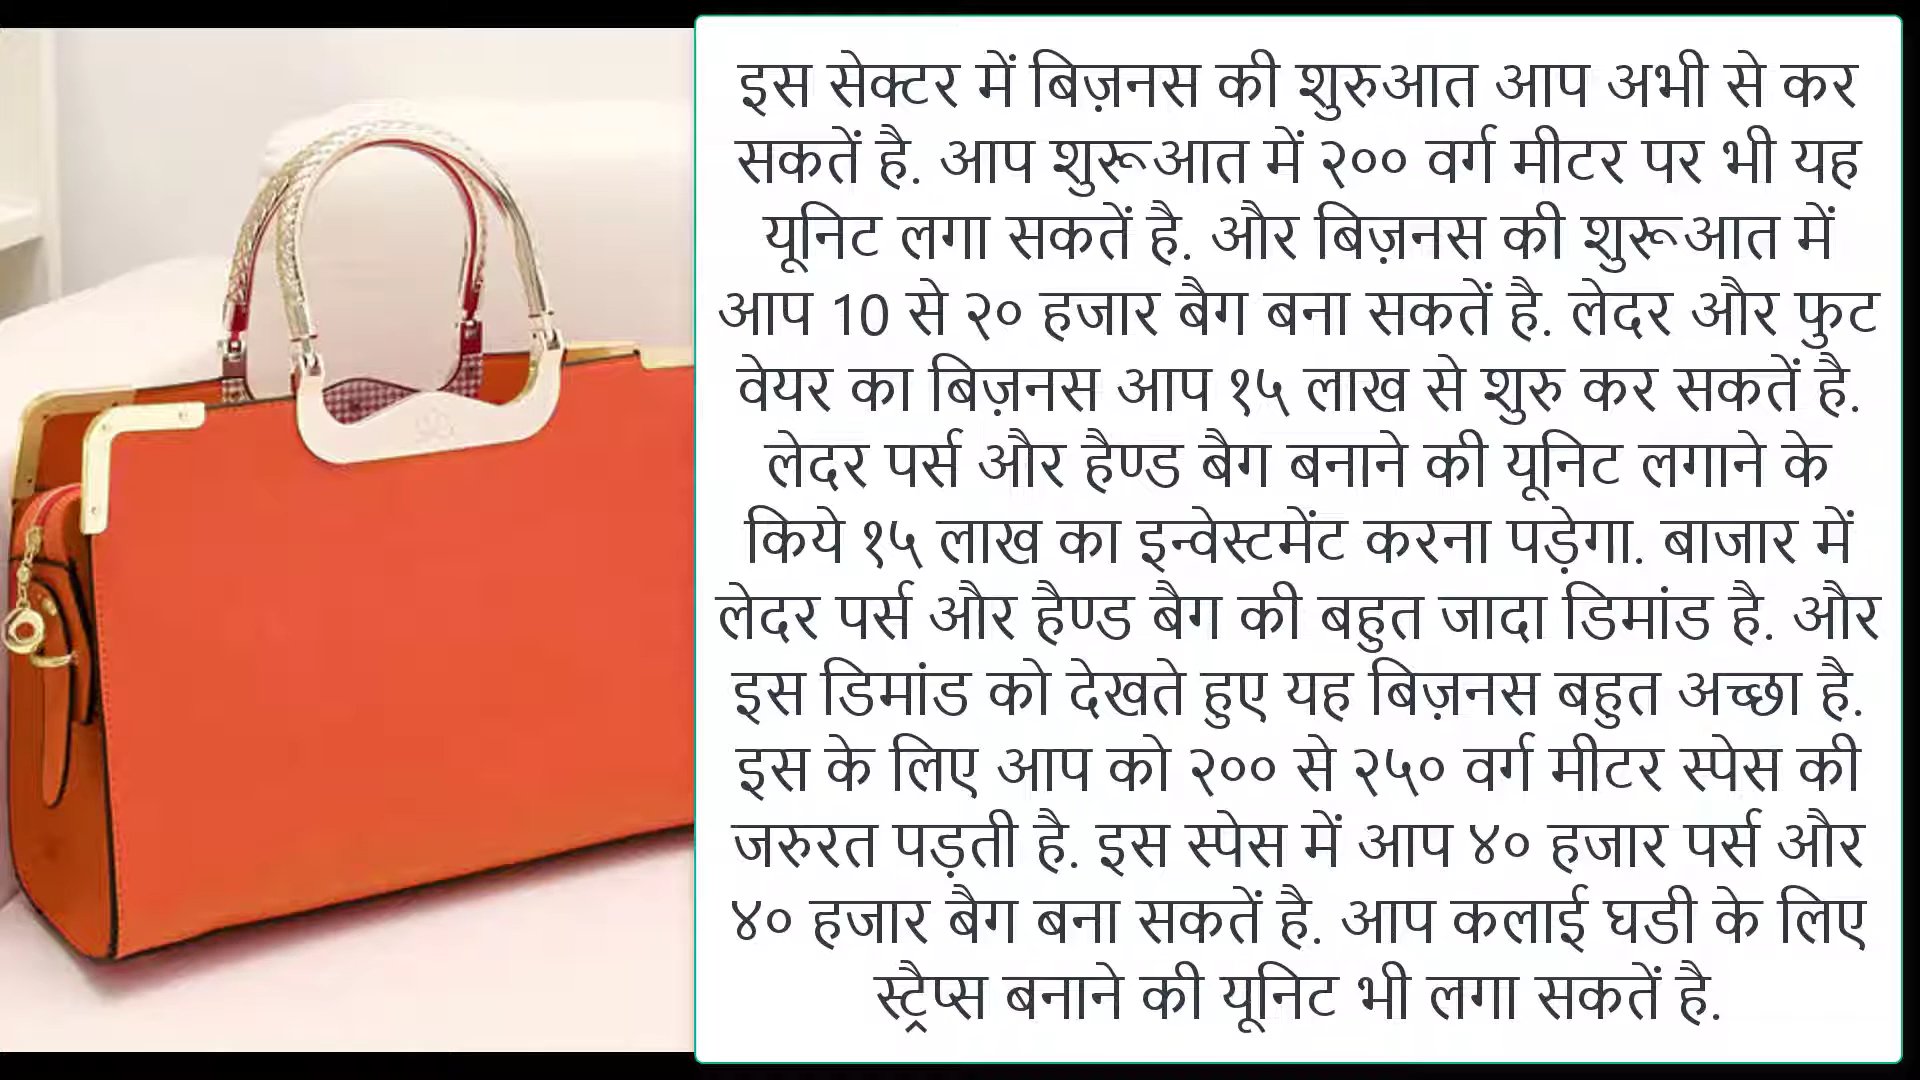 इस सेक्टर में बिज़नस की शुरुआत आप अभी से कर
सकतें है. आप शुरूआत में २०० वर्ग मीटर पर भी यह
यूनिट लगा सकतें है. और बिज़नस की शुरूआत में
आप 10 से २० हजार बैग बना सकतें है. लेदर और फुट
वेयर का बिज़नस आप १५ लाख से शुरु कर सकतें है.
लेदर पर्स और हैण्ड बैग बनाने की यूनिट लगाने के
किये १५ लाख का इन्वेस्टमेंट करना पड़ेगा. बाजार में
लेदर पर्स और हैण्ड बैग की बहुत जादा डिमांड है. और
इस डिमांड को देखते हुए यह बिज़नस बहुत अच्छा है.
इस के लिए आप को २०० से २५० वर्ग मीटर स्पेस की
जरुरत पड़ती है. इस स्पेस में आप ४० हजार पर्स और
४० हजार बैग बना सकतें है. आप कलाई घडी के लिए
स्ट्रैप्स बनाने की यूनिट भी लगा सकतें है.